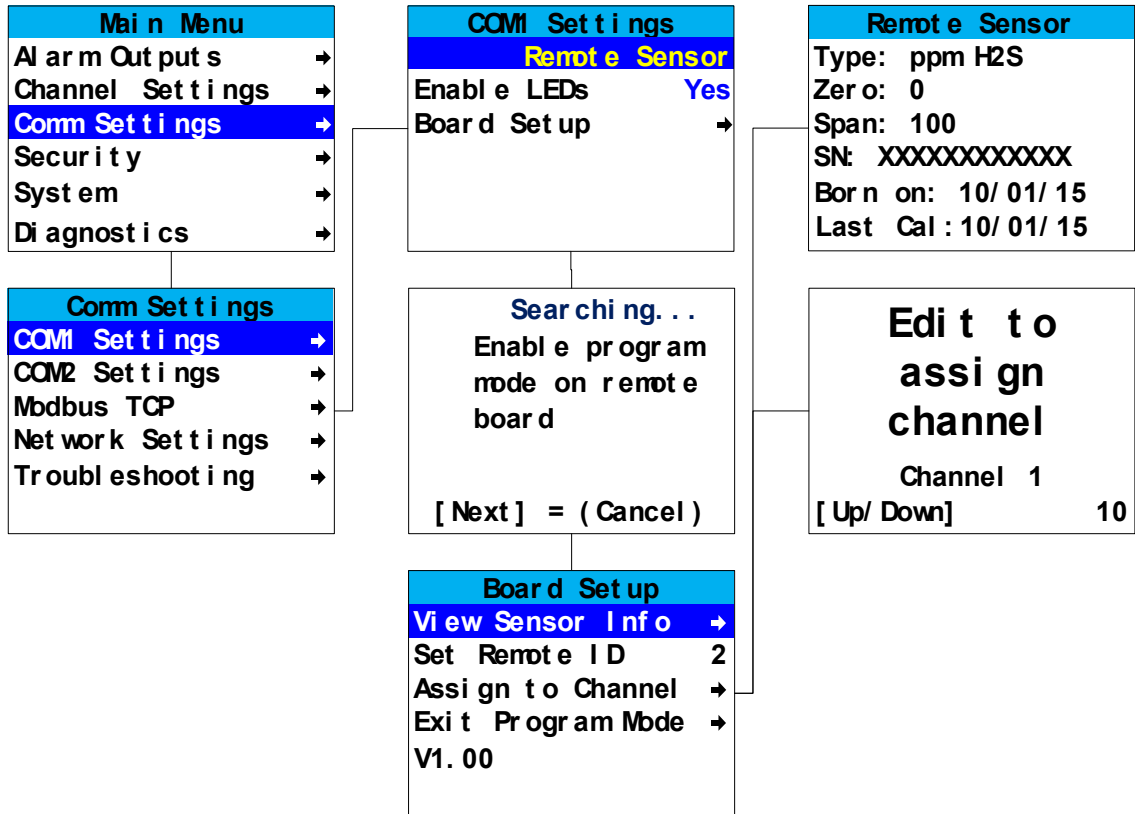 Main Menu
Alarm Outputs
Channel Settings
Comm Settings
Security
System
Diagnostics
Comm Settings
COM1 Settings
COM2 Settings
Modbus TCP
Network Settings
Troubleshooting
COM1 Settings
Remote Sensor
Enable LEDs Yes
Board Setup
Searching...
Enable program
mode on remote
board
[Next] = (Cancel)
Board Setup
View Sensor Info
Set Remote ID 2
Assign to Channel
Exit Program Mode
V1.00
Remote Sensor
Type: ppm H2S
Zero: 0
Span: 100
SN: XXXXXXXXXXXX
Born on: 10/01/15
Last Cal: 10/01/15
Edit to
assign
channel
Channel 1
[Up/Down] 10